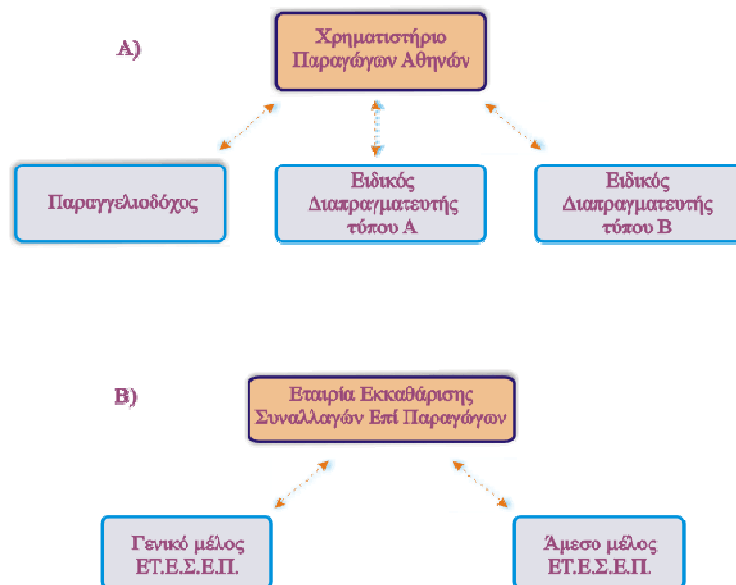 Α)
Χρηματιστήριο
Παραγώγων Αθηνών
Παραγγελιοδόχος
Ειδικός
Διαπραγματευτής
τύπου Α
Ειδικός
Διαπραγματευτής
τύπου Β
Β)
Εταιρία Εκκαθάρισης
Συναλλαγών Επί Παραγώγων
Γενικό μέλος
ΕΤ.Ε.Σ.Ε.Π.
Άμεσο μέλος
ΕΤ.Ε.Σ.Ε.Π.